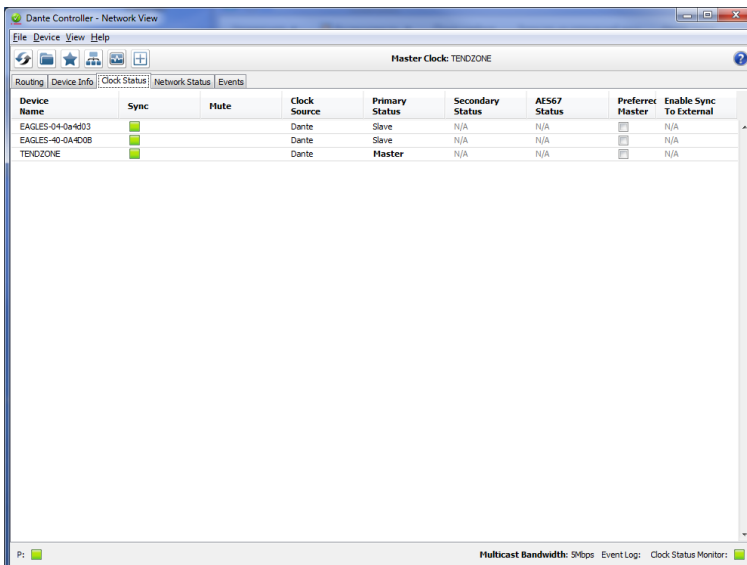 Dante Controller - Network View
File Device View Help
Master Clock: TENDZONE
?
Routing Device Info Clock Status Network Status Events
Device Name Sync Mute Clock Source Primary Status Secondary Status AES67 Status Preferred Master Enable Sync To External
EAGLES-04-0a4d03 Dante Slave N/A N/A N/A
EAGLES-40-0A4D0B Dante Slave N/A N/A N/A
TENDZONE Dante Master N/A N/A N/A
P: Multicast Bandwidth: 5Mbps Event Log: Clock Status Monitor: